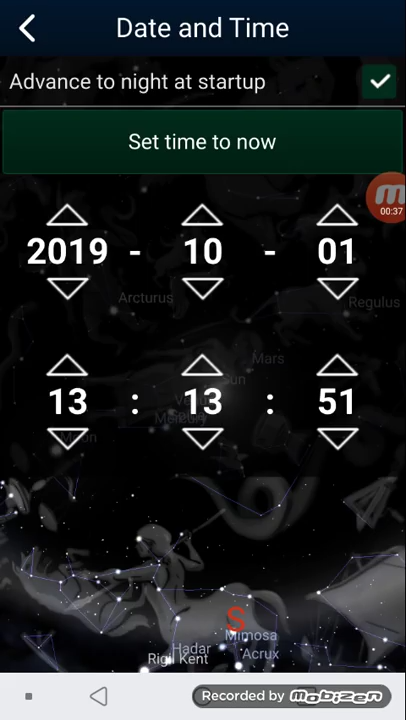 Date and Time
Advance to night at startup
Set time to now
00:37
2019 - 10 - 01
Arcturus
Regulus
Mars
Sun
13 : 13 : 51
Moon
S
Mimosa
Hadar
Acrux
Rigil Kent
Recorded by mobizen